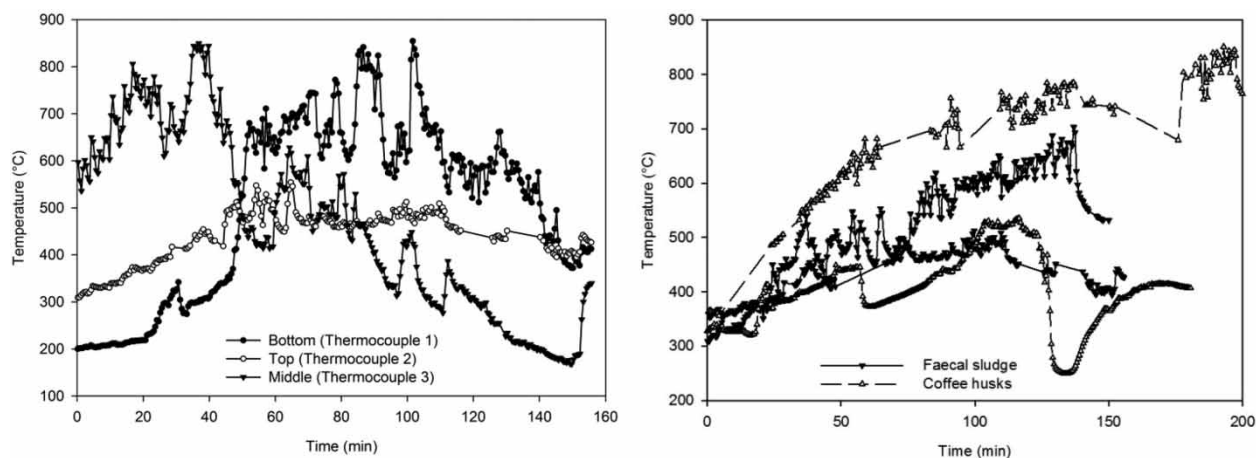 900
800
700
600
500
400
300
200
100
Temperature (°C)
Bottom (Thermocouple 1)
Top (Thermocouple 2)
Middle (Thermocouple 3)
0 20 40 60 80 100 120 140 160
Time (min)
900
800
700
600
500
400
300
200
Temperature (°C)
Faecal sludge
Coffee husks
0 50 100 150 200
Time (min)